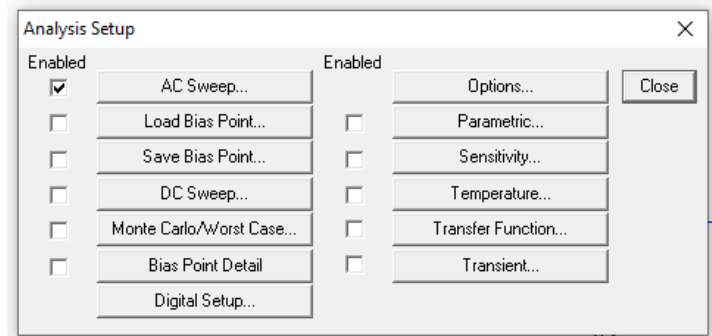 Analysis Setup
Enabled Enabled
AC Sweep... Options... Close
Load Bias Point... Parametric...
Save Bias Point... Sensitivity...
DC Sweep... Temperature...
Monte Carlo/Worst Case... Transfer Function...
Bias Point Detail Transient...
Digital Setup...